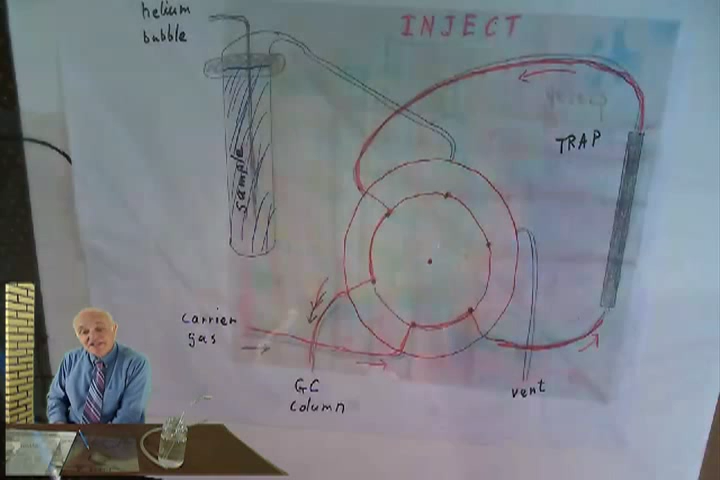 helium
bubble
INJECT
TRAP
sample
carrier
gas
GC
column
vent